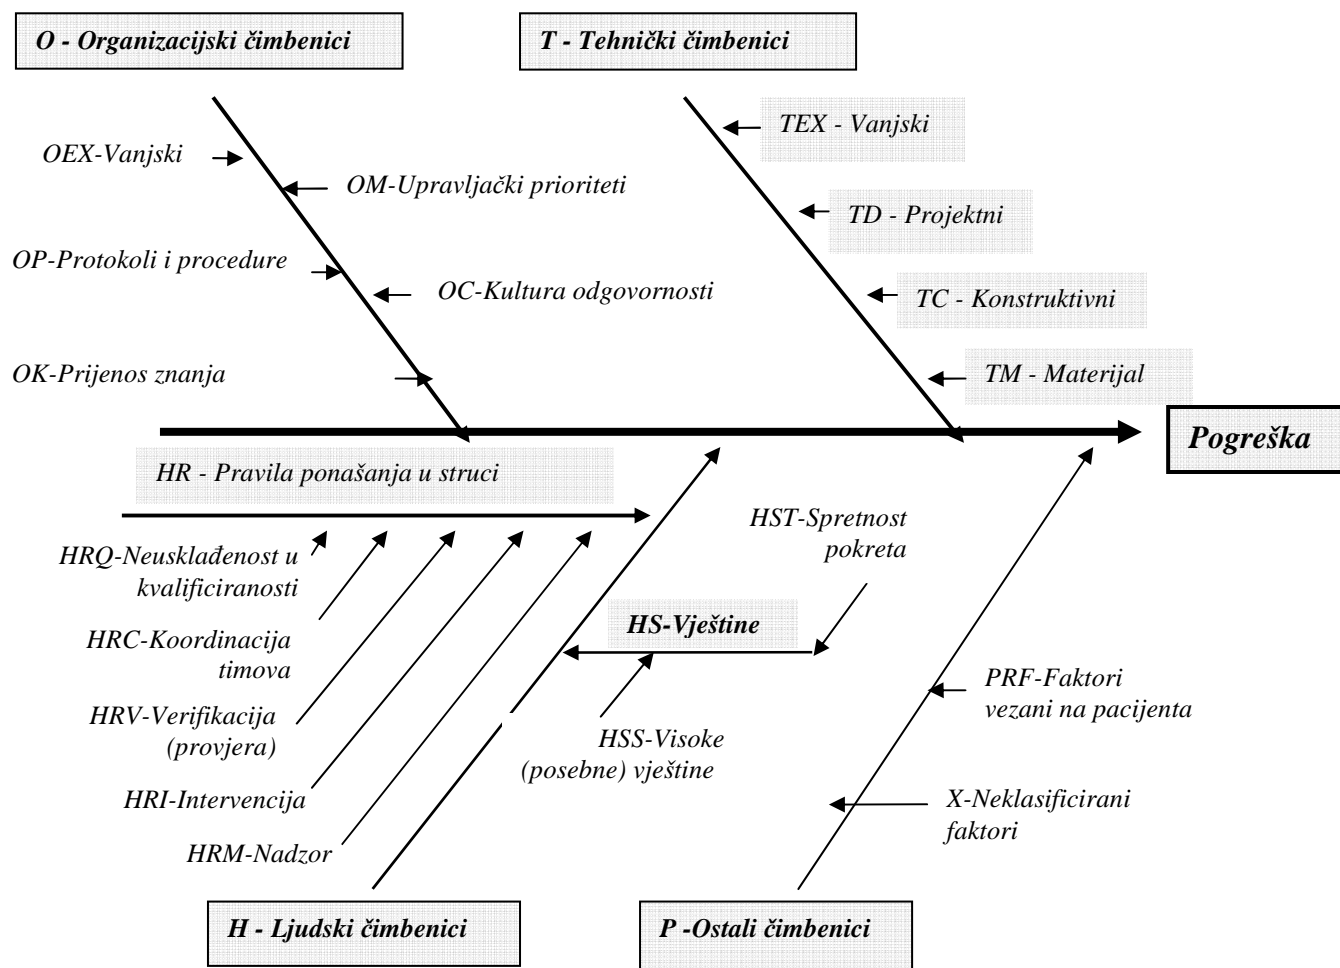 O - Organizacijski čimbenici
T - Tehnički čimbenici
TEX - Vanjski
OEX-Vanjski
OM-Upravljački prioriteti
TD - Projektni
OP-Protokoli i procedure
OC-Kultura odgovornosti
TC - Konstruktivni
OK-Prijenos znanja
TM - Materijal
Pogreška
HR - Pravila ponašanja u struci
HST-Spretnost
pokreta
HRQ-Neusklađenost u
kvalificiranosti
HS-Vještine
HRC-Koordinacija
timova
PRF-Faktori
vezani na pacijenta
HRV-Verifikacija
(provjera)
HSS-Visoke
(posebne) vještine
HRI-Intervencija
X-Neklasificirani
faktori
HRM-Nadzor
H - Ljudski čimbenici
P -Ostali čimbenici